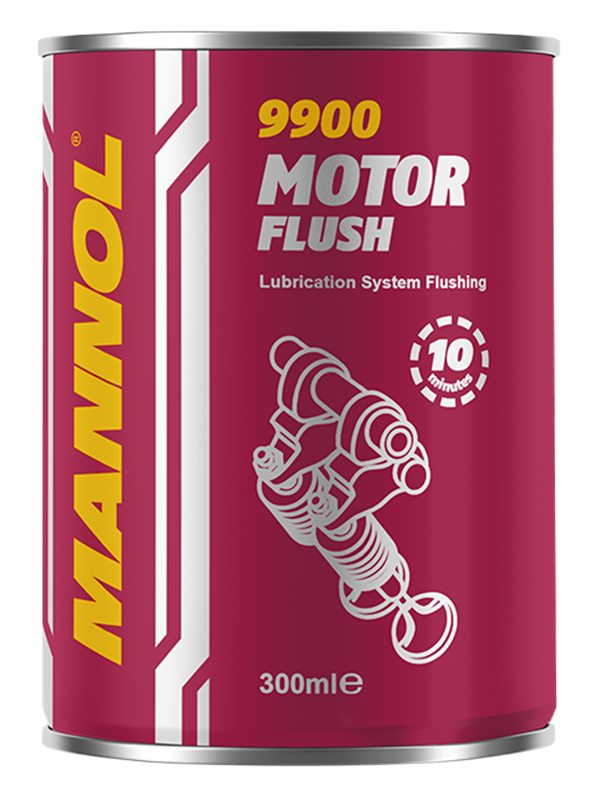 MANNOL®
9900
MOTOR
FLUSH
Lubrication System Flushing
10
minutes
300ml℮